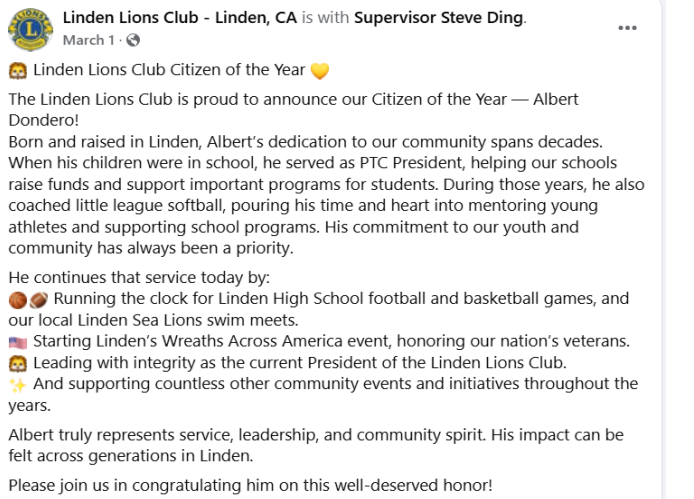 Linden Lions Club - Linden, CA is with Supervisor Steve Ding.
March 1 ·
🦁 Linden Lions Club Citizen of the Year 💛
The Linden Lions Club is proud to announce our Citizen of the Year — Albert
Dondero!
Born and raised in Linden, Albert's dedication to our community spans decades.
When his children were in school, he served as PTC President, helping our schools
raise funds and support important programs for students. During those years, he also
coached little league softball, pouring his time and heart into mentoring young
athletes and supporting school programs. His commitment to our youth and
community has always been a priority.
He continues that service today by:
🏀🏈 Running the clock for Linden High School football and basketball games, and
our local Linden Sea Lions swim meets.
🇺🇸 Starting Linden's Wreaths Across America event, honoring our nation's veterans.
🦁 Leading with integrity as the current President of the Linden Lions Club.
✨ And supporting countless other community events and initiatives throughout the
years.
Albert truly represents service, leadership, and community spirit. His impact can be
felt across generations in Linden.
Please join us in congratulating him on this well-deserved honor!